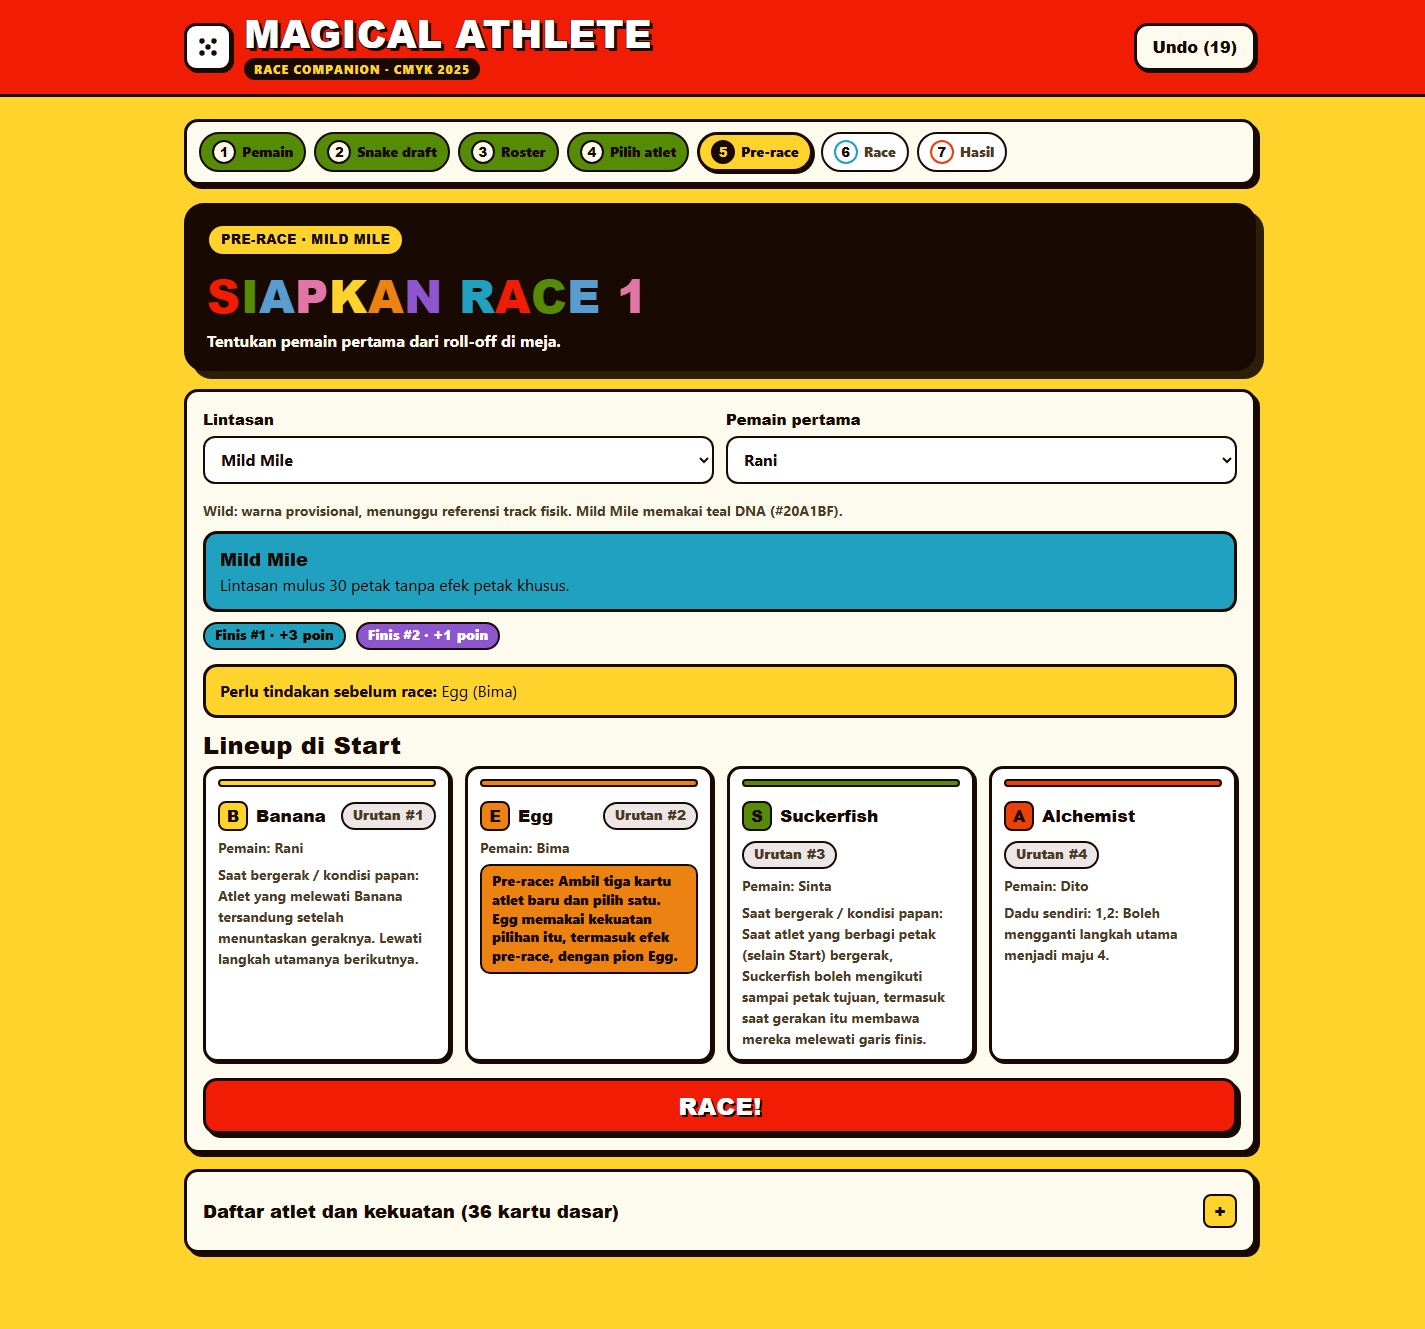 MAGICAL ATHLETE
RACE COMPANION · CMYK 2025
Undo (19)
1 Pemain
2 Snake draft
3 Roster
4 Pilih atlet
5 Pre-race
6 Race
7 Hasil
PRE-RACE · MILD MILE
SIAPKAN RACE 1
Tentukan pemain pertama dari roll-off di meja.
Lintasan
Pemain pertama
Mild Mile
Rani
Wild: warna provisional, menunggu referensi track fisik. Mild Mile memakai teal DNA (#20A1BF).
Mild Mile
Lintasan mulus 30 petak tanpa efek petak khusus.
Finis #1 · +3 poin
Finis #2 · +1 poin
Perlu tindakan sebelum race: Egg (Bima)
Lineup di Start
B Banana
Urutan #1
Pemain: Rani
Saat bergerak / kondisi papan:
Atlet yang melewati Banana
tersandung setelah
menuntaskan geraknya. Lewati
langkah utamanya berikutnya.
E Egg
Urutan #2
Pemain: Bima
Pre-race: Ambil tiga kartu
atlet baru dan pilih satu.
Egg memakai kekuatan
pilihan itu, termasuk efek
pre-race, dengan pion Egg.
S Suckerfish
Urutan #3
Pemain: Sinta
Saat bergerak / kondisi papan:
Saat atlet yang berbagi petak
(selain Start) bergerak,
Suckerfish boleh mengikuti
sampai petak tujuan, termasuk
saat gerakan itu membawa
mereka melewati garis finis.
A Alchemist
Urutan #4
Pemain: Dito
Dadu sendiri: 1,2: Boleh
mengganti langkah utama
menjadi maju 4.
RACE!
Daftar atlet dan kekuatan (36 kartu dasar)
+